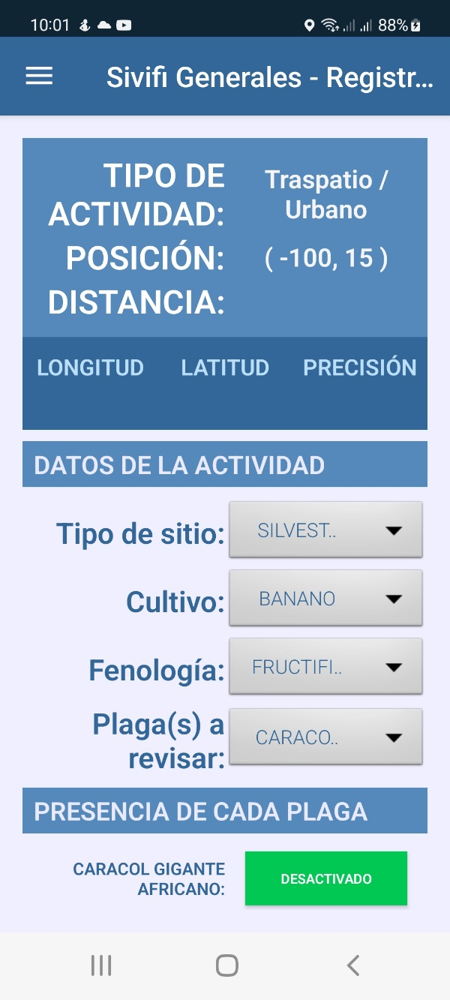 10:01 88%
Sivifi Generales - Registr...
TIPO DE ACTIVIDAD: Traspatio / Urbano
POSICIÓN: ( -100, 15 )
DISTANCIA:
LONGITUD LATITUD PRECISIÓN
DATOS DE LA ACTIVIDAD
Tipo de sitio: SILVEST..
Cultivo: BANANO
Fenología: FRUCTIFI..
Plaga(s) a revisar: CARACO..
PRESENCIA DE CADA PLAGA
CARACOL GIGANTE AFRICANO: DESACTIVADO